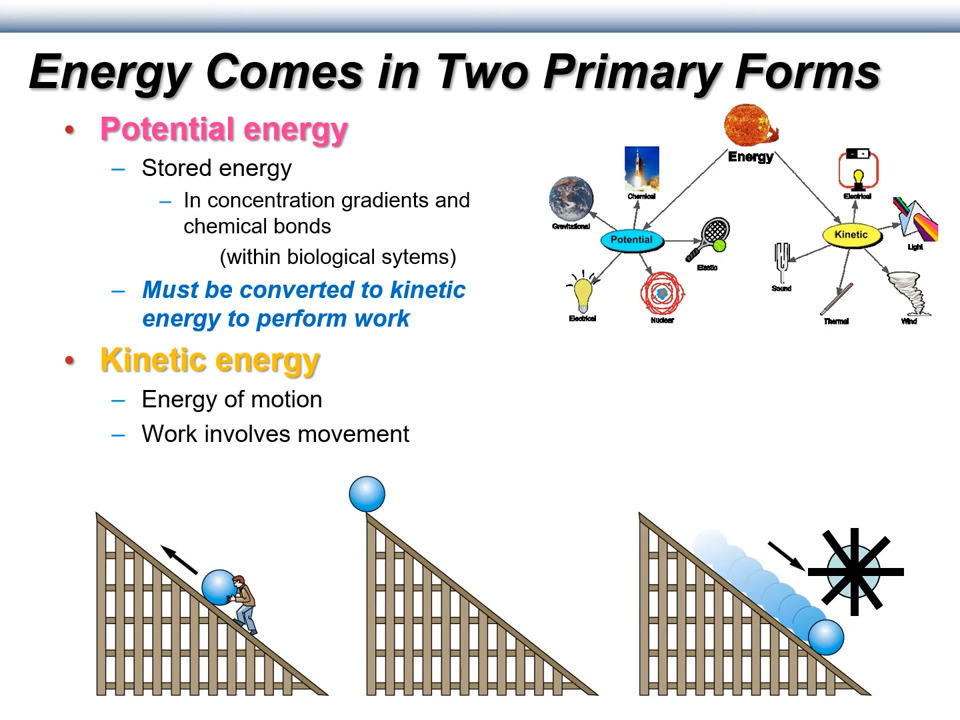 Energy Comes in Two Primary Forms
• Potential energy
– Stored energy
– In concentration gradients and
chemical bonds
(within biological sytems)
– Must be converted to kinetic
energy to perform work
• Kinetic energy
– Energy of motion
– Work involves movement
Energy
Chemical
Gravitational
Potential
Elastic
Electrical
Nuclear
Electrical
Kinetic
Light
Sound
Thermal
Wind